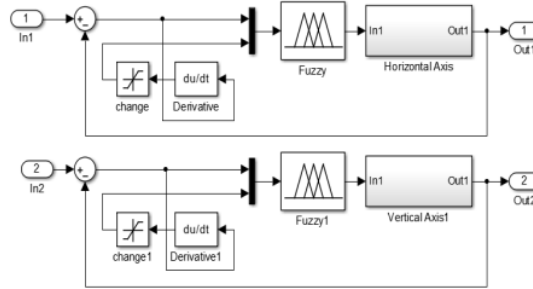 1
In1
+
-
change
du/dt
Derivative
Fuzzy
In1
Out1
Horizontal Axis
1
Out1
2
In2
+
-
change1
du/dt
Derivative1
Fuzzy1
In1
Out1
Vertical Axis1
2
Out2